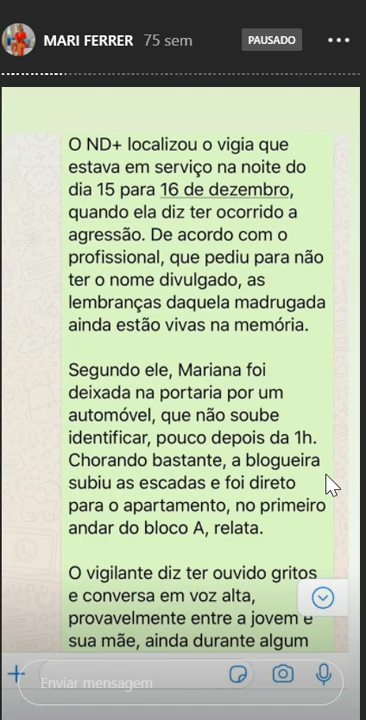 MARI FERRER 75 sem PAUSADO
O ND+ localizou o vigia que
estava em serviço na noite do
dia 15 para 16 de dezembro,
quando ela diz ter ocorrido a
agressão. De acordo com o
profissional, que pediu para não
ter o nome divulgado, as
lembranças daquela madrugada
ainda estão vivas na memória.
Segundo ele, Mariana foi
deixada na portaria por um
automóvel, que não soube
identificar, pouco depois da 1h.
Chorando bastante, a blogueira
subiu as escadas e foi direto
para o apartamento, no primeiro
andar do bloco A, relata.
O vigilante diz ter ouvido gritos
e conversa em voz alta,
provavelmente entre a jovem e
sua mãe, ainda durante algum
Enviar mensagem